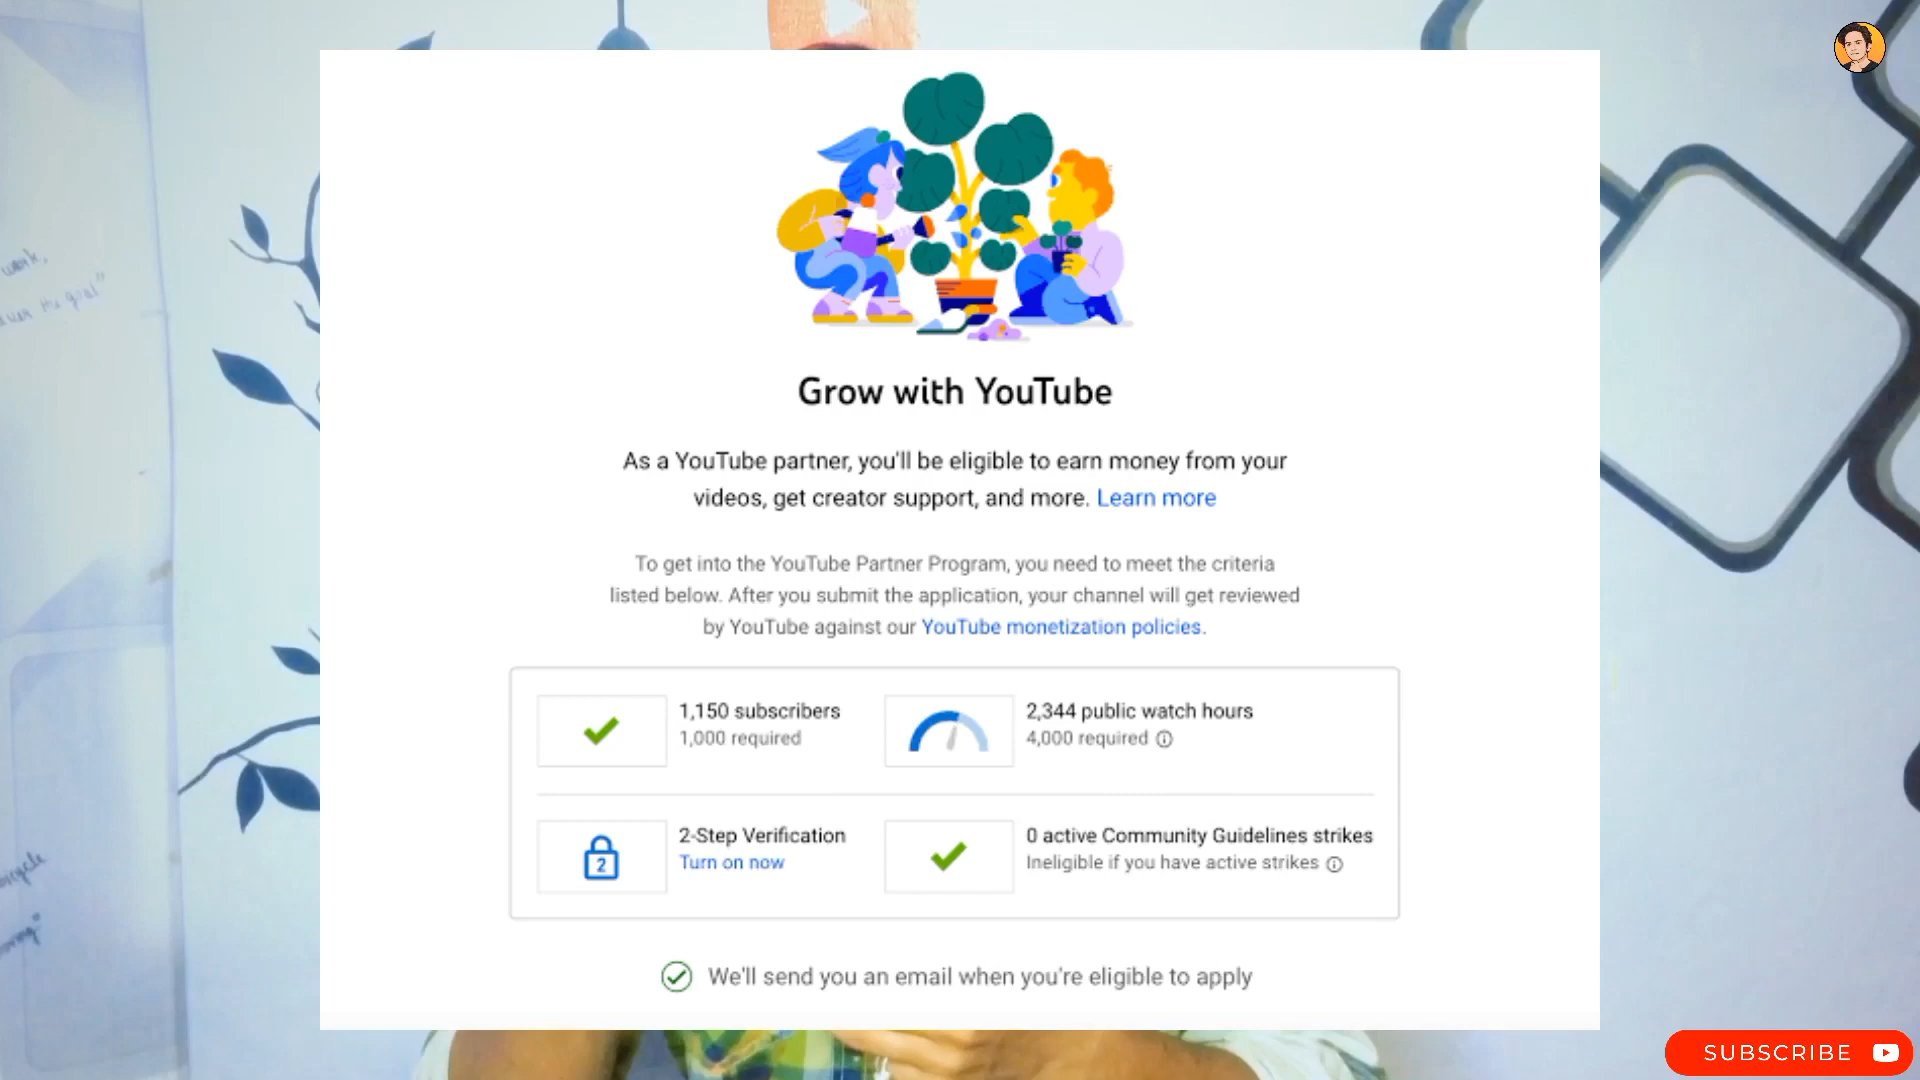 Grow with YouTube
As a YouTube partner, you'll be eligible to earn money from your
videos, get creator support, and more. Learn more
To get into the YouTube Partner Program, you need to meet the criteria
listed below. After you submit the application, your channel will get reviewed
by YouTube against our YouTube monetization policies.
1,150 subscribers
1,000 required
2,344 public watch hours
4,000 required
2
2-Step Verification
Turn on now
0 active Community Guidelines strikes
Ineligible if you have active strikes
We'll send you an email when you're eligible to apply
work,
the goal"
SUBSCRIBE